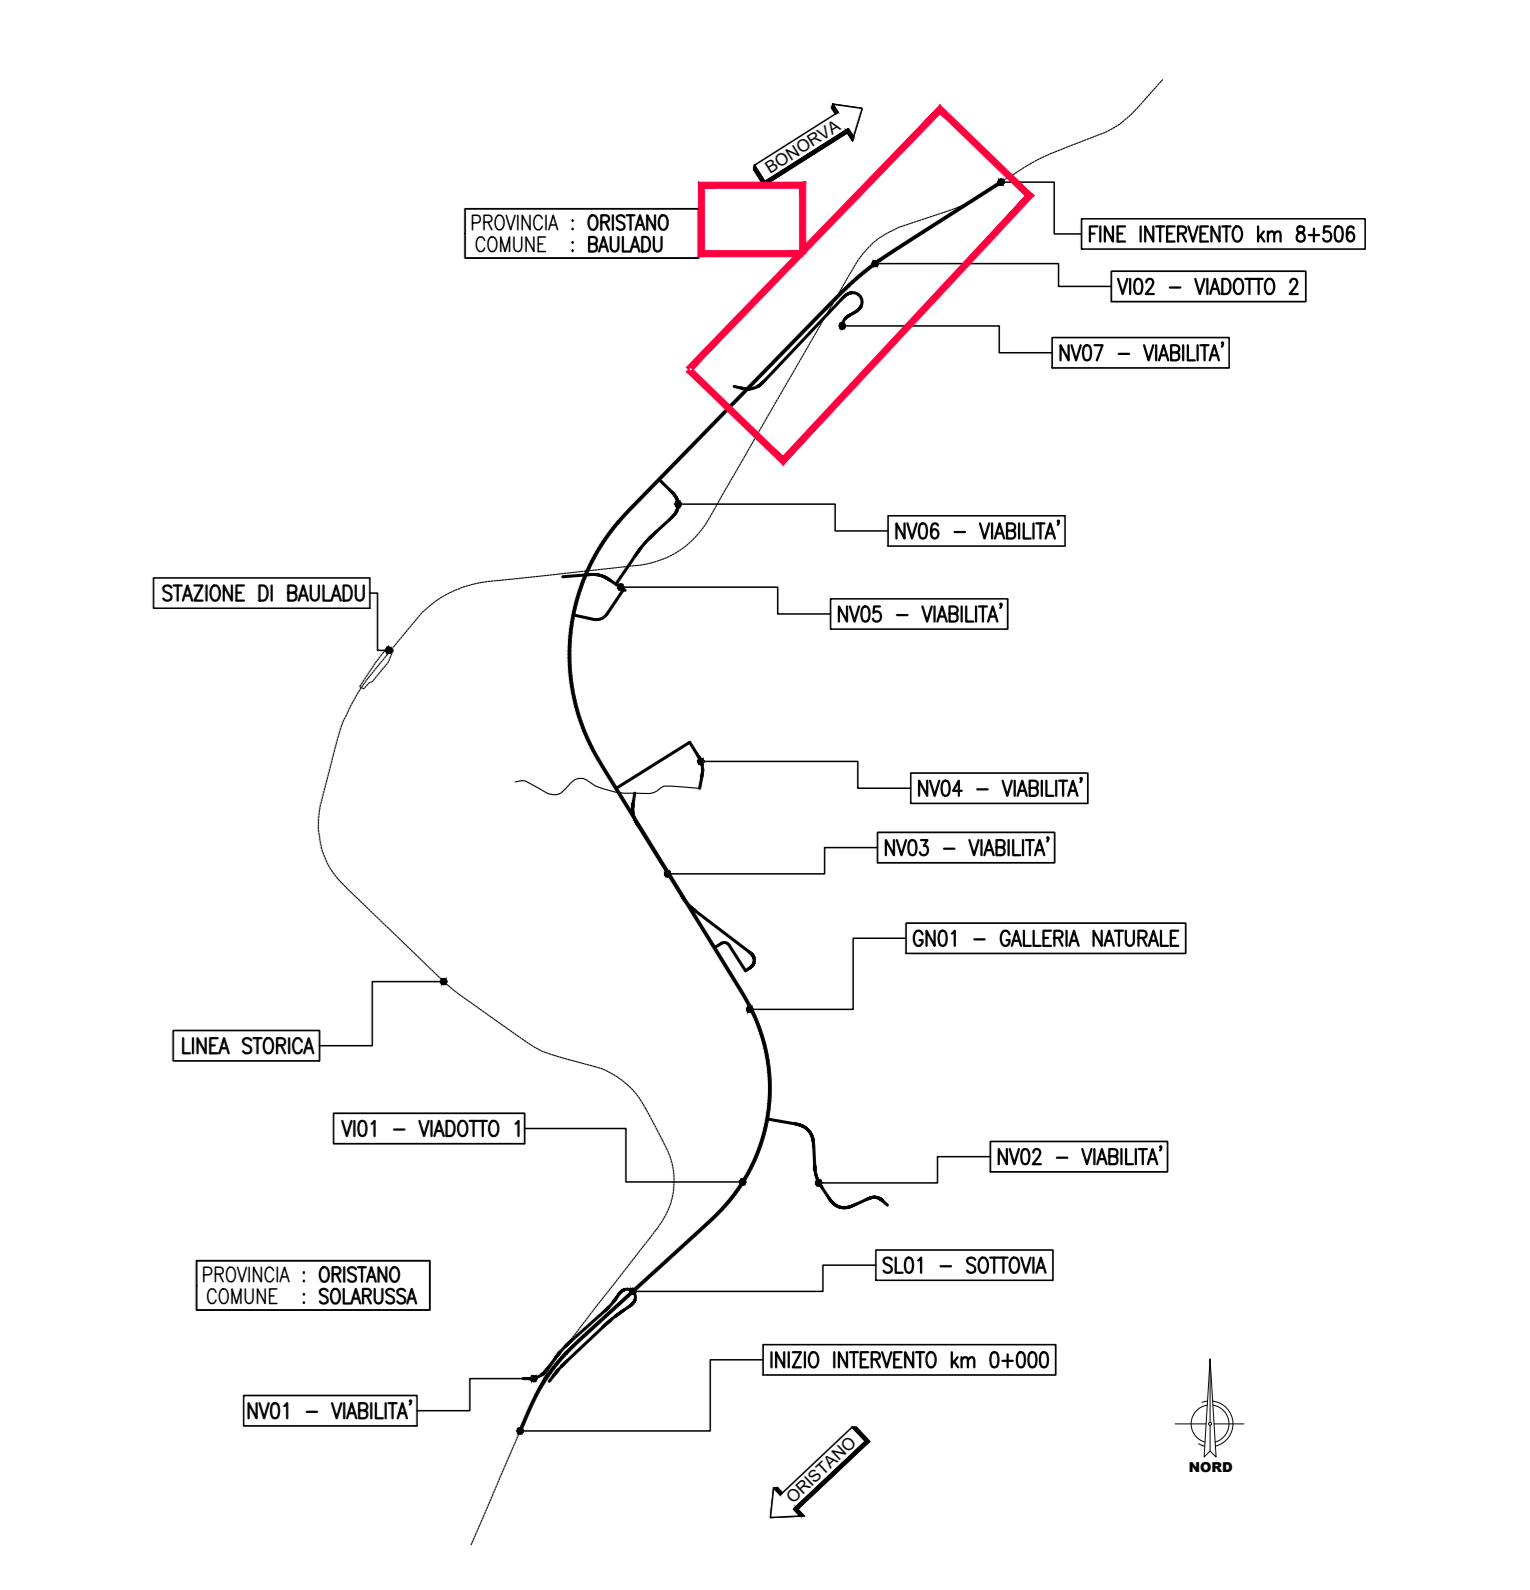 BONORVA
PROVINCIA : ORISTANO
COMUNE : BAULADU
FINE INTERVENTO km 8+506
VI02 – VIADOTTO 2
NV07 – VIABILITA'
NV06 – VIABILITA'
STAZIONE DI BAULADU
NV05 – VIABILITA'
NV04 – VIABILITA'
NV03 – VIABILITA'
GN01 – GALLERIA NATURALE
LINEA STORICA
VI01 – VIADOTTO 1
NV02 – VIABILITA'
SL01 – SOTTOVIA
PROVINCIA : ORISTANO
COMUNE : SOLARUSSA
INIZIO INTERVENTO km 0+000
NV01 – VIABILITA'
ORISTANO
NORD